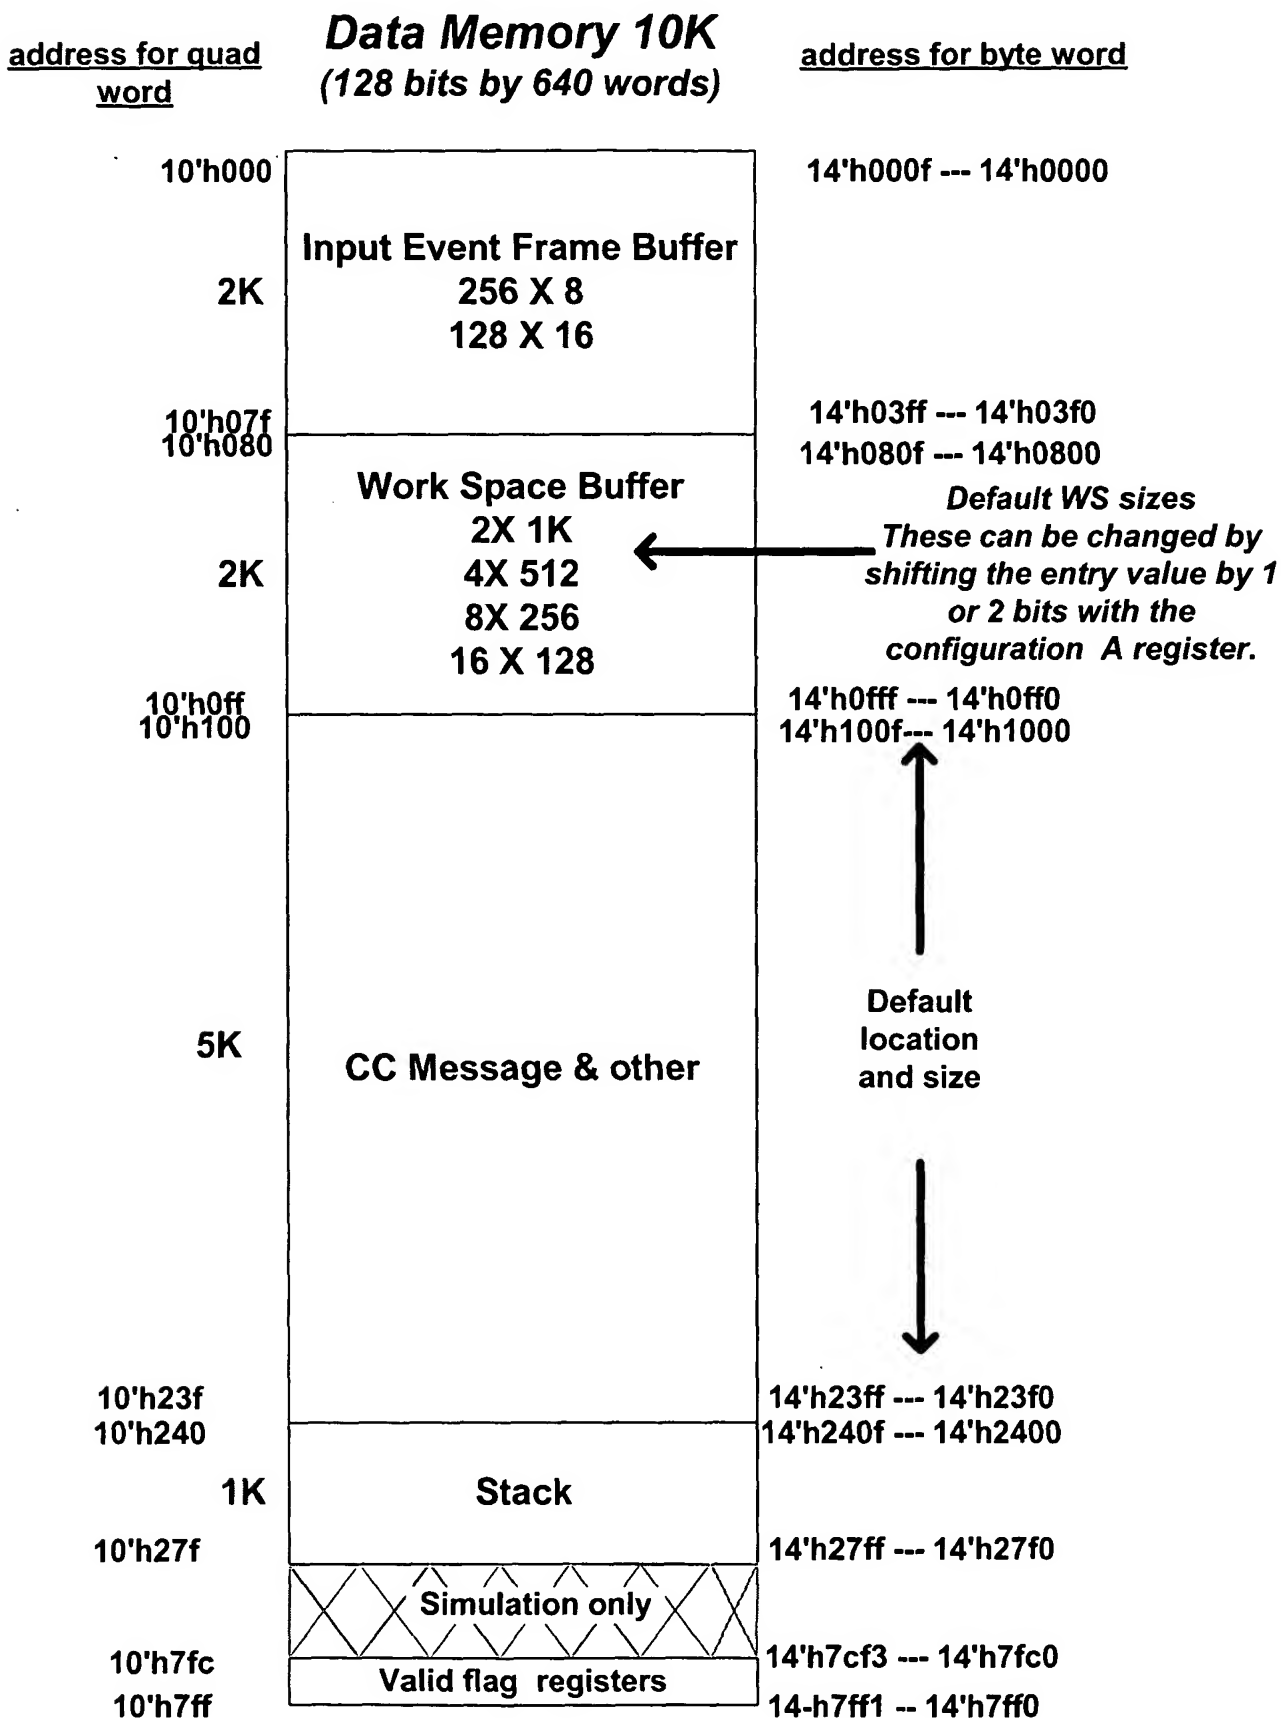 Data Memory 10K
(128 bits by 640 words)
address for quad
word
address for byte word
10'h000
14'h000f --- 14'h0000
Input Event Frame Buffer
256 X 8
128 X 16
2K
10'h07f
14'h03ff --- 14'h03f0
10'h080
14'h080f --- 14'h0800
Work Space Buffer
2X 1K
4X 512
8X 256
16 X 128
2K
Default WS sizes
These can be changed by
shifting the entry value by 1
or 2 bits with the
configuration A register.
10'h0ff
14'h0fff --- 14'h0ff0
10'h100
14'h100f--- 14'h1000
5K
CC Message & other
Default
location
and size
10'h23f
14'h23ff --- 14'h23f0
10'h240
14'h240f --- 14'h2400
1K
Stack
10'h27f
14'h27ff --- 14'h27f0
Simulation only
10'h7fc
14'h7cf3 --- 14'h7fc0
Valid flag registers
10'h7ff
14-h7ff1 -- 14'h7ff0